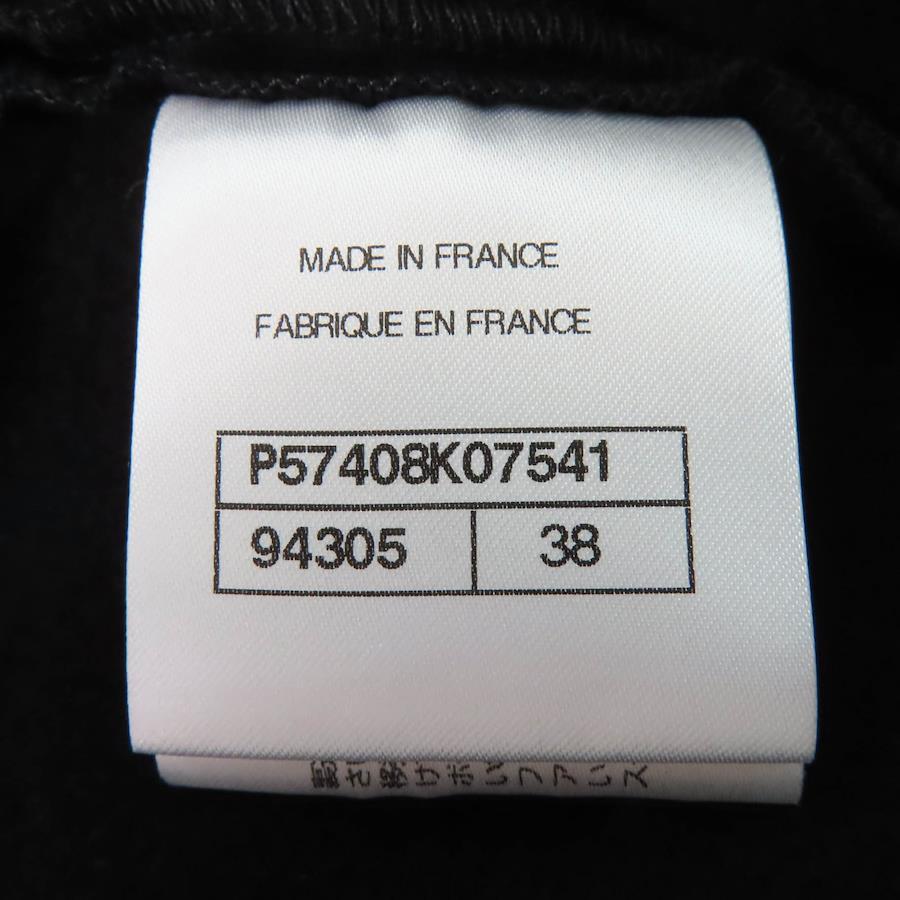 MADE IN FRANCE
FABRIQUE EN FRANCE
P57408K07541
94305 38